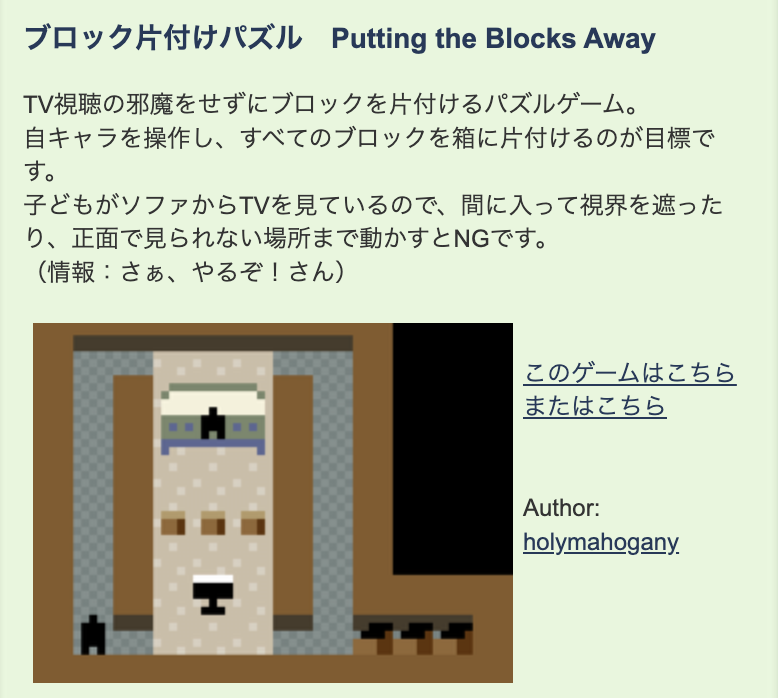 ブロック片付けパズル　Putting the Blocks Away
TV視聴の邪魔をせずにブロックを片付けるパズルゲーム。
自キャラを操作し、すべてのブロックを箱に片付けるのが目標で
す。
子どもがソファからTVを見ているので、間に入って視界を遮った
り、正面で見られない場所まで動かすとNGです。
（情報：さぁ、やるぞ！さん）
このゲームはこちら
またはこちら
Author:
holymahogany